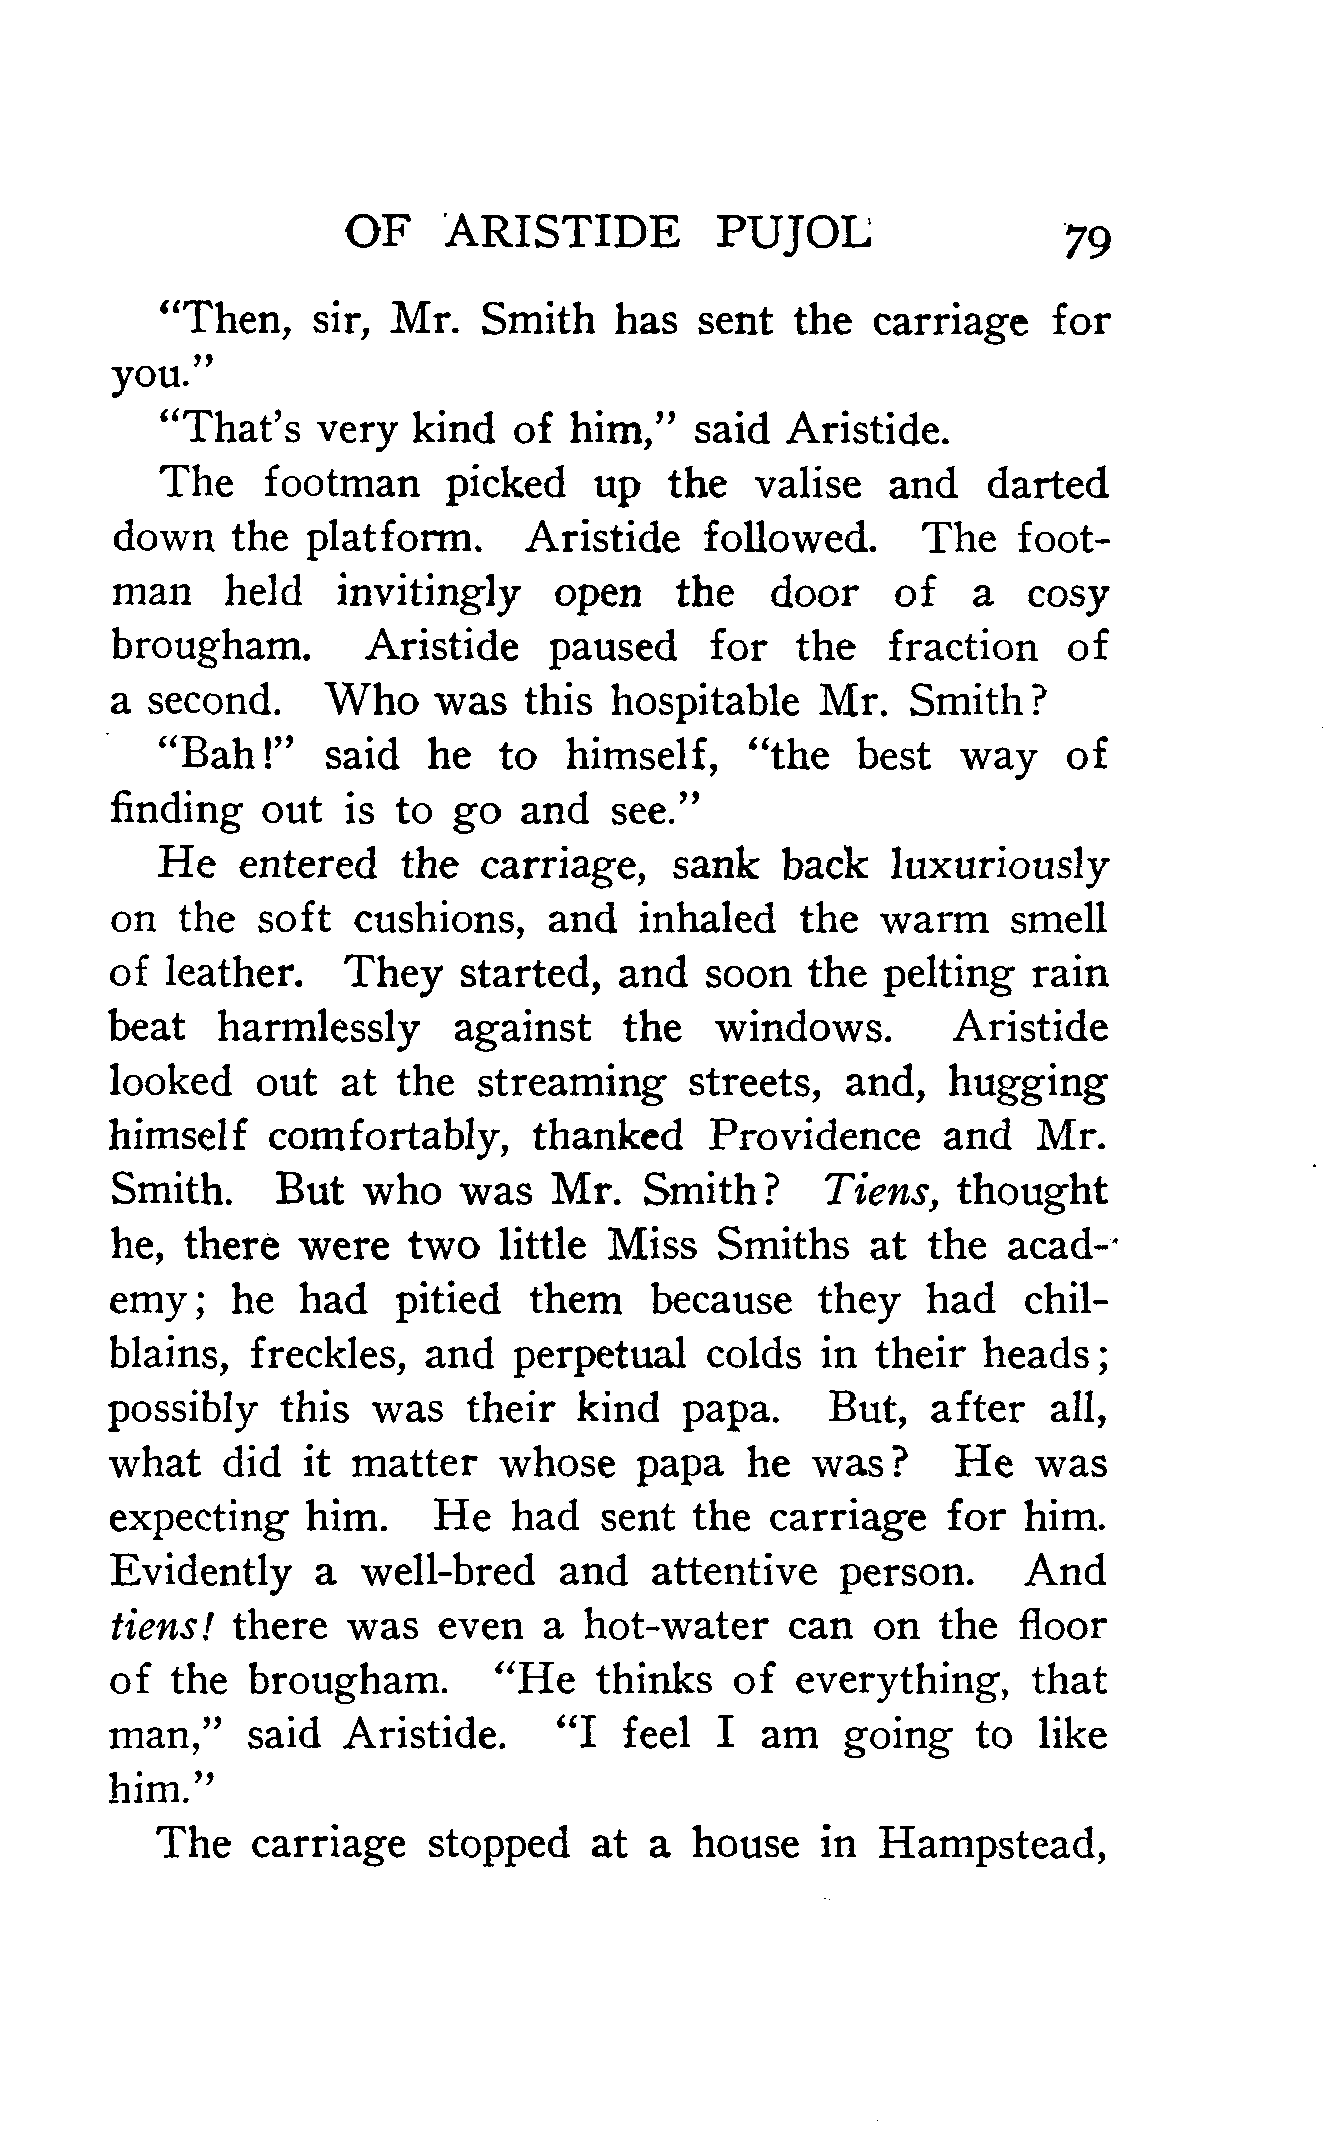 OF ARISTIDE PUJOL 79
"Then, sir, Mr. Smith has sent the carriage for
you."
"That's very kind of him," said Aristide.
The footman picked up the valise and darted
down the platform. Aristide followed. The foot-
man held invitingly open the door of a cosy
brougham. Aristide paused for the fraction of
a second. Who was this hospitable Mr. Smith?
"Bah!" said he to himself, "the best way of
finding out is to go and see."
He entered the carriage, sank back luxuriously
on the soft cushions, and inhaled the warm smell
of leather. They started, and soon the pelting rain
beat harmlessly against the windows. Aristide
looked out at the streaming streets, and, hugging
himself comfortably, thanked Providence and Mr.
Smith. But who was Mr. Smith? Tiens, thought
he, there were two little Miss Smiths at the acad-
emy; he had pitied them because they had chil-
blains, freckles, and perpetual colds in their heads;
possibly this was their kind papa. But, after all,
what did it matter whose papa he was? He was
expecting him. He had sent the carriage for him.
Evidently a well-bred and attentive person. And
tiens! there was even a hot-water can on the floor
of the brougham. "He thinks of everything, that
man," said Aristide. "I feel I am going to like
him."
The carriage stopped at a house in Hampstead,